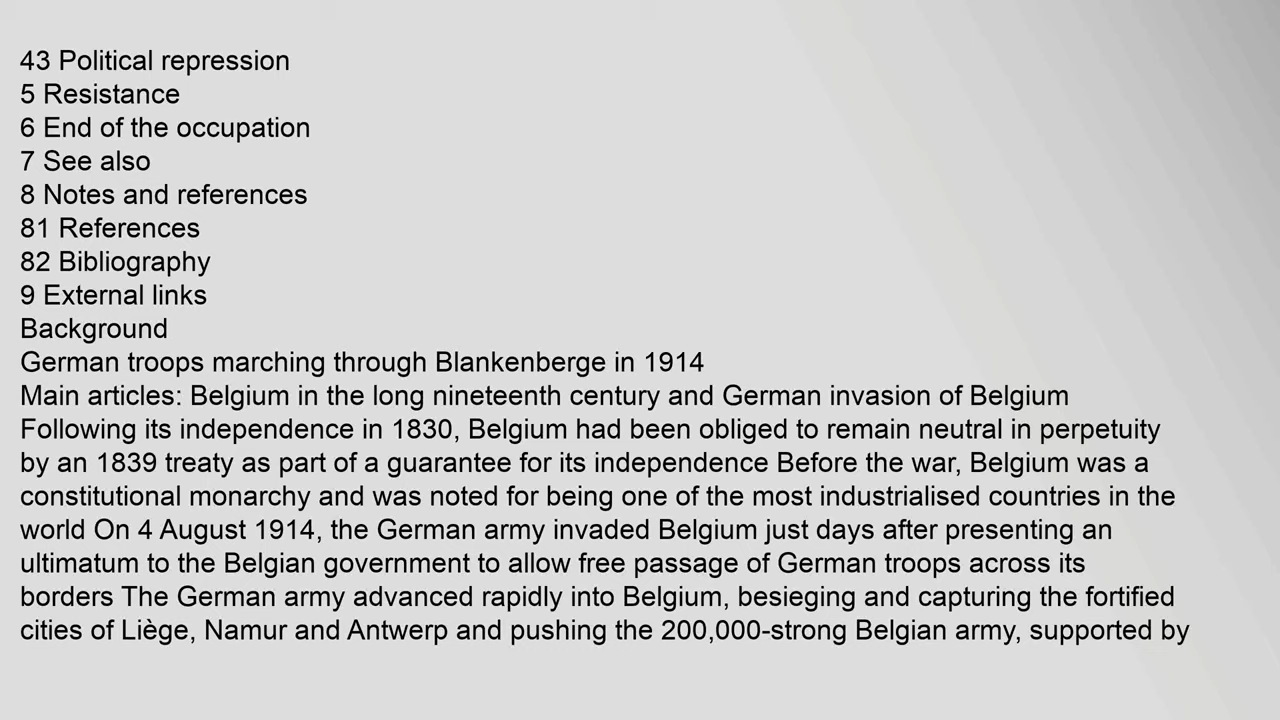 43 Political repression
5 Resistance
6 End of the occupation
7 See also
8 Notes and references
81 References
82 Bibliography
9 External links
Background
German troops marching through Blankenberge in 1914
Main articles: Belgium in the long nineteenth century and German invasion of Belgium
Following its independence in 1830, Belgium had been obliged to remain neutral in perpetuity
by an 1839 treaty as part of a guarantee for its independence Before the war, Belgium was a
constitutional monarchy and was noted for being one of the most industrialised countries in the
world On 4 August 1914, the German army invaded Belgium just days after presenting an
ultimatum to the Belgian government to allow free passage of German troops across its
borders The German army advanced rapidly into Belgium, besieging and capturing the fortified
cities of Liège, Namur and Antwerp and pushing the 200,000-strong Belgian army, supported by